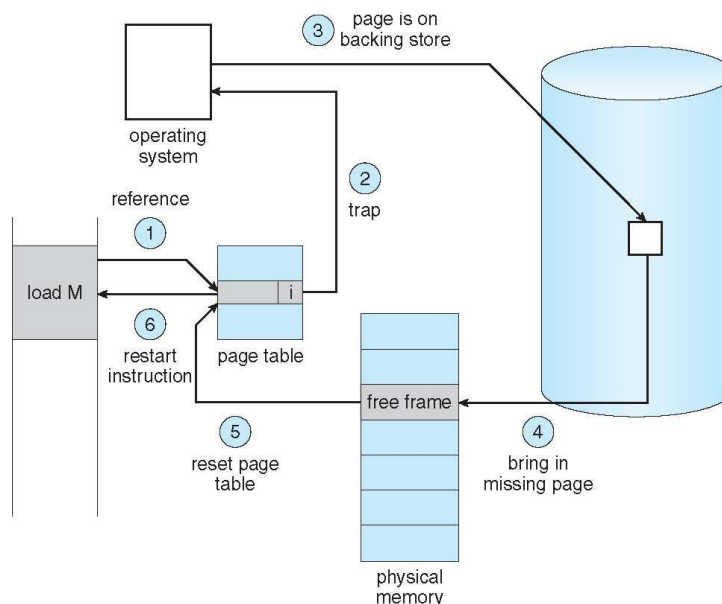 3
page is on
backing store
operating
system
2
trap
reference
1
load M
i
6
restart
instruction
page table
free frame
5
reset page
table
4
bring in
missing page
physical
memory